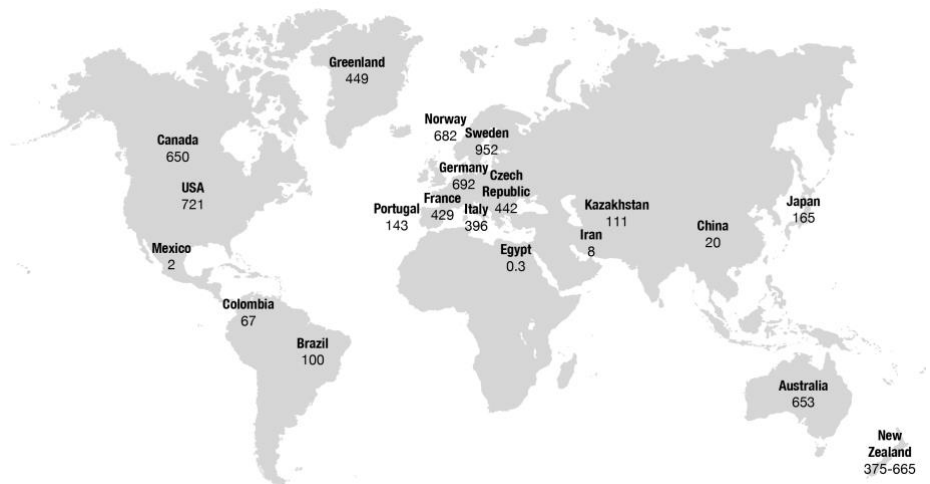 Greenland
449
Norway
682
Sweden
952
Canada
650
Germany
692
Czech
Republic
442
USA
721
France
429
Italy
396
Portugal
143
Kazakhstan
111
Japan
165
China
20
Iran
8
Mexico
2
Egypt
0.3
Colombia
67
Brazil
100
Australia
653
New
Zealand
375-665